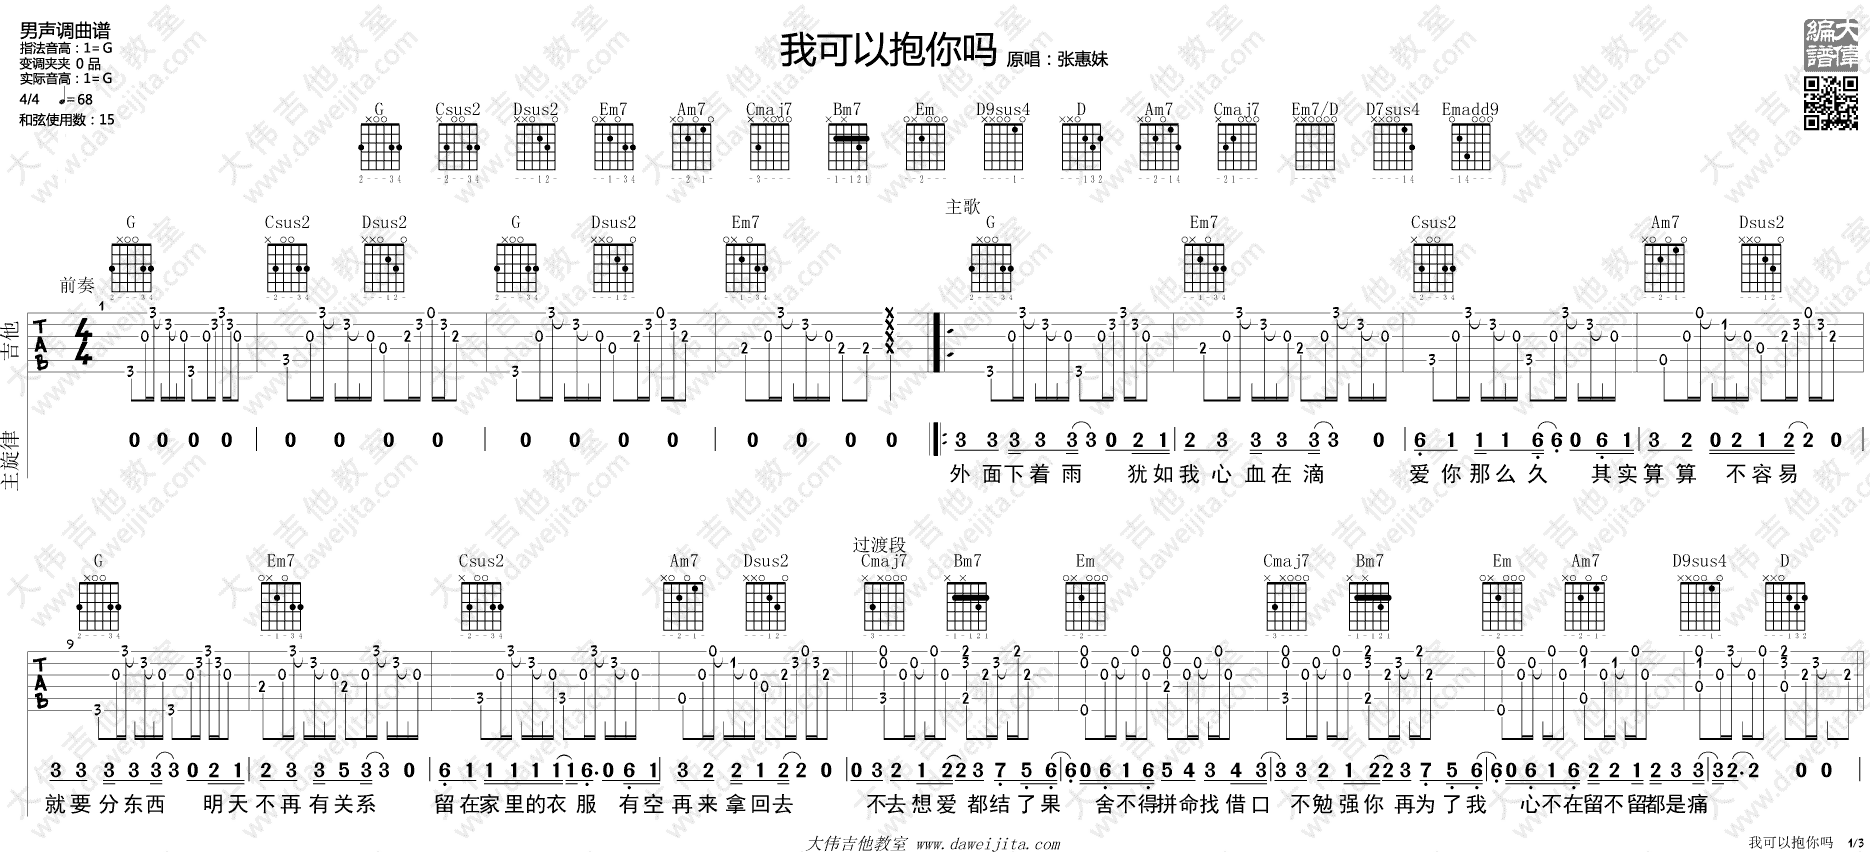 男声调曲谱
指法音高：1=G
变调夹夹 0 品
实际音高：1=G
4/4 ♩=68
和弦使用数：15
我可以抱你吗 原唱：张惠妹
大偉編譜
G Csus2 Dsus2 Em7 Am7 Cmaj7 Bm7 Em D9sus4 D Am7 Cmaj7 Em7/D D7sus4 Emadd9
主歌
G Csus2 Dsus2 G Dsus2 Em7 G Em7 Csus2 Am7 Dsus2
前奏
吉他
TAB 4/4
主旋律
0 0 0 0 | 0 0 0 0 | 0 0 0 0 | 0 0 0 0 3 3 3 3 3 3 0 2 1 | 2 3 3 3 3 3 0 | 6 1 1 1 6 6 0 6 1 | 3 2 0 2 1 2 2 0 |
外面下着雨 犹如我心血在滴 爱你那么久 其实算算 不容易
过渡段
G Em7 Csus2 Am7 Dsus2 Cmaj7 Bm7 Em Cmaj7 Bm7 Em Am7 D9sus4 D
9
TAB
3 3 3 3 3 3 0 2 1 | 2 3 3 5 3 3 0 | 6 1 1 1 1 1 1 6· 0 6 1 | 3 2 2 1 2 2 0 | 0 3 2 1 2 2 3 7 5 6 | 6 0 6 1 6 5 4 3 4 3 | 3 3 2 1 2 2 3 7 5 6 | 6 0 6 1 6 2 2 1 2 3 3 | 3 2· 2 0 0 |
就要分东西 明天不再有关系 留在家里的衣服 有空再来拿回去 不去想爱都结了果 舍不得拼命找借口 不勉强你再为了我 心不在留不留都是痛
大伟吉他教室 www.daweijita.com
我可以抱你吗 1/3